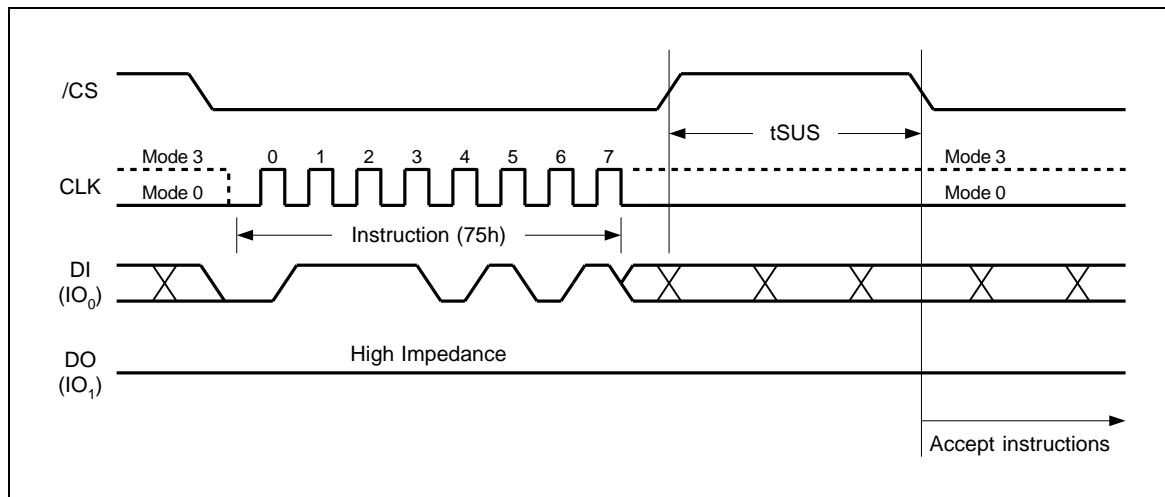 /CS
tSUS
0 1 2 3 4 5 6 7
Mode 3 Mode 3
CLK
Mode 0 Mode 0
Instruction (75h)
DI
(IO0)
High Impedance
DO
(IO1)
Accept instructions